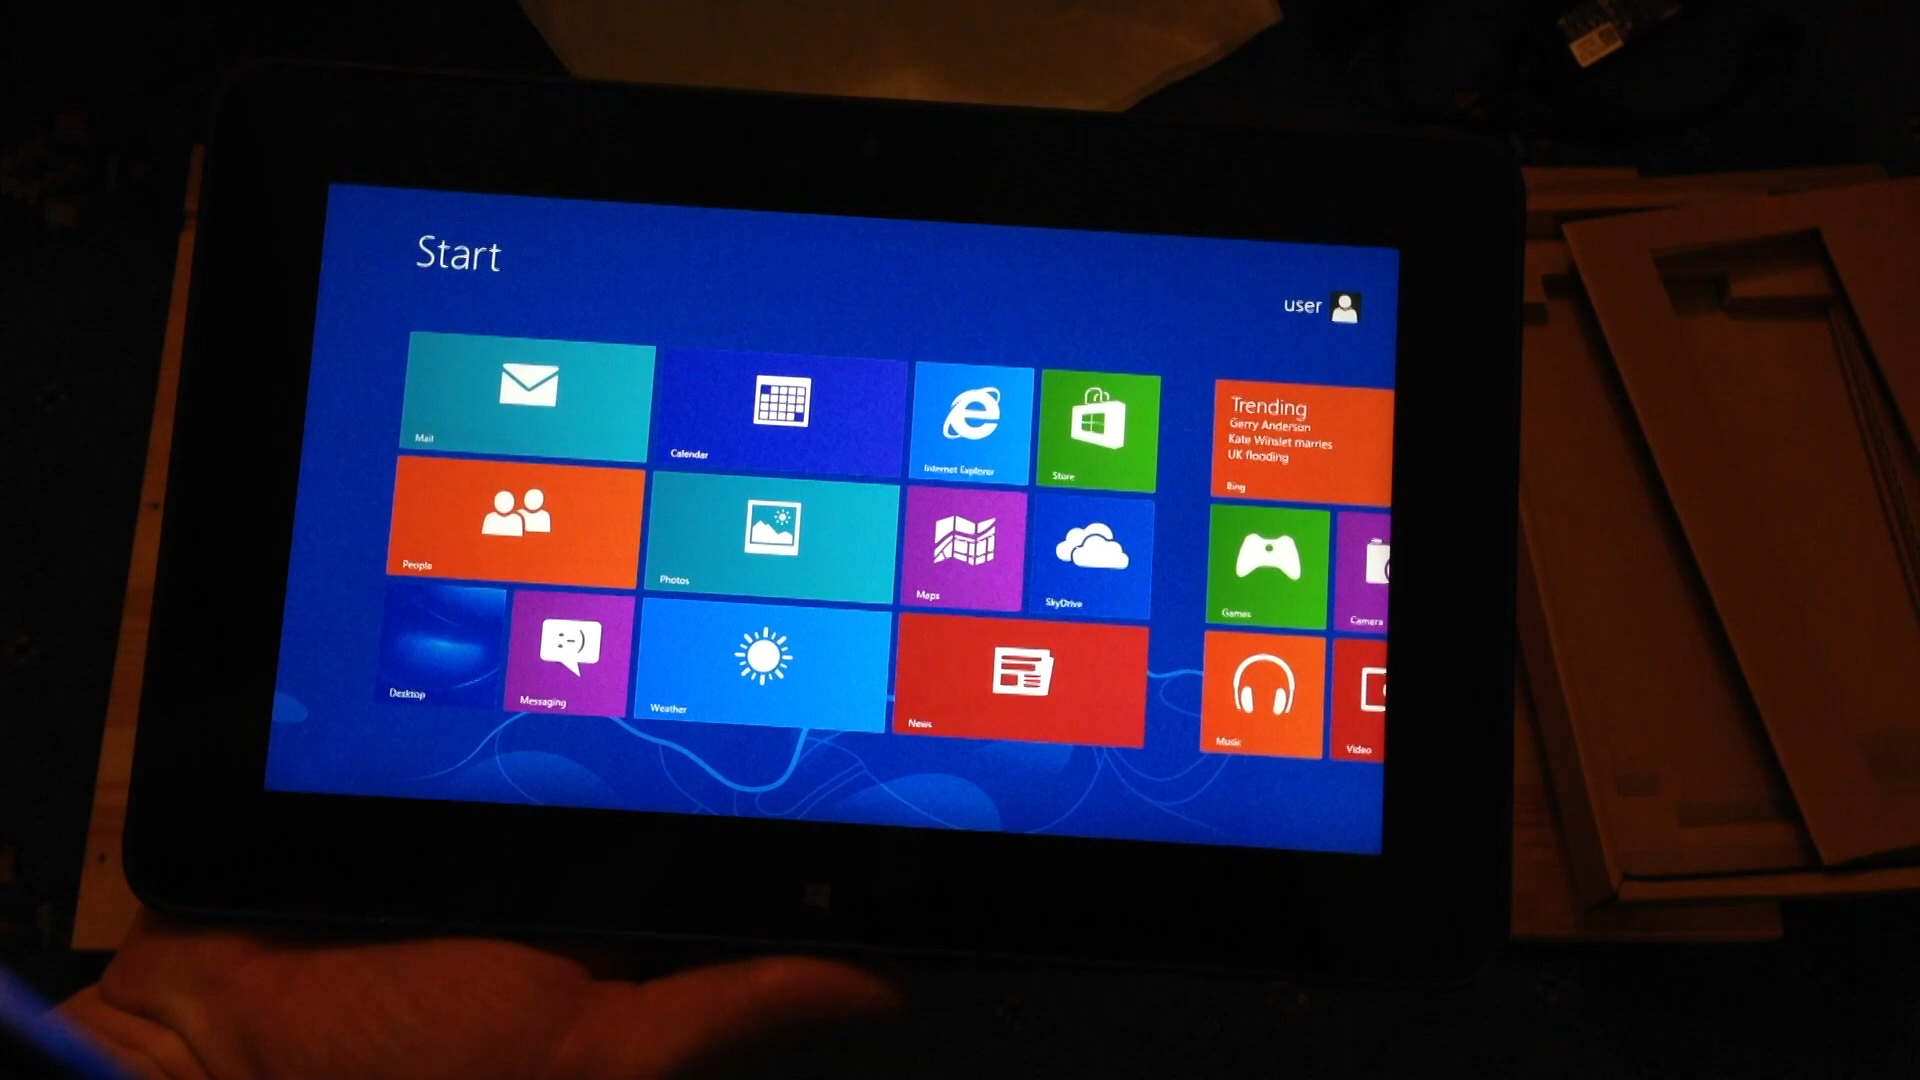 Start
user
Mail
Calendar
Internet Explorer
Store
People
Photos
Maps
SkyDrive
Desktop
Messaging
:-)
Weather
News
Trending
Gerry Anderson
Kate Winslet marries
UK flooding
Bing
Games
Camera
Music
Video